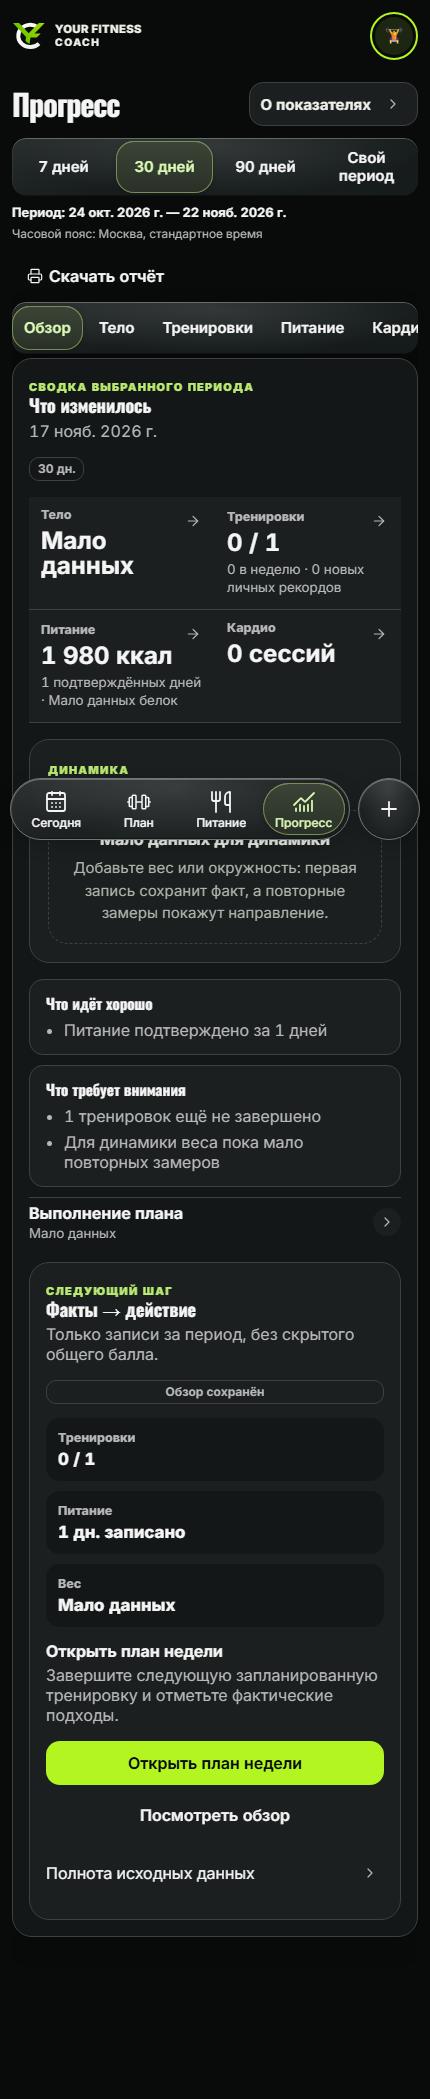 YOUR FITNESS
COACH
Прогресс
О показателях
7 дней
30 дней
90 дней
Свой
период
Период: 24 окт. 2026 г. — 22 нояб. 2026 г.
Часовой пояс: Москва, стандартное время
Скачать отчёт
Обзор
Тело
Тренировки
Питание
Карди
СВОДКА ВЫБРАННОГО ПЕРИОДА
Что изменилось
17 нояб. 2026 г.
30 дн.
Тело
Мало
данных
Тренировки
0 / 1
0 в неделю · 0 новых
личных рекордов
Питание
1 980 ккал
1 подтверждённых дней
· Мало данных белок
Кардио
0 сессий
ДИНАМИКА
Сегодня
План
Питание
Прогресс
Мало данных для динамики
Добавьте вес или окружность: первая
запись сохранит факт, а повторные
замеры покажут направление.
Что идёт хорошо
• Питание подтверждено за 1 дней
Что требует внимания
• 1 тренировок ещё не завершено
• Для динамики веса пока мало
повторных замеров
Выполнение плана
Мало данных
СЛЕДУЮЩИЙ ШАГ
Факты → действие
Только записи за период, без скрытого
общего балла.
Обзор сохранён
Тренировки
0 / 1
Питание
1 дн. записано
Вес
Мало данных
Открыть план недели
Завершите следующую запланированную
тренировку и отметьте фактические
подходы.
Открыть план недели
Посмотреть обзор
Полнота исходных данных